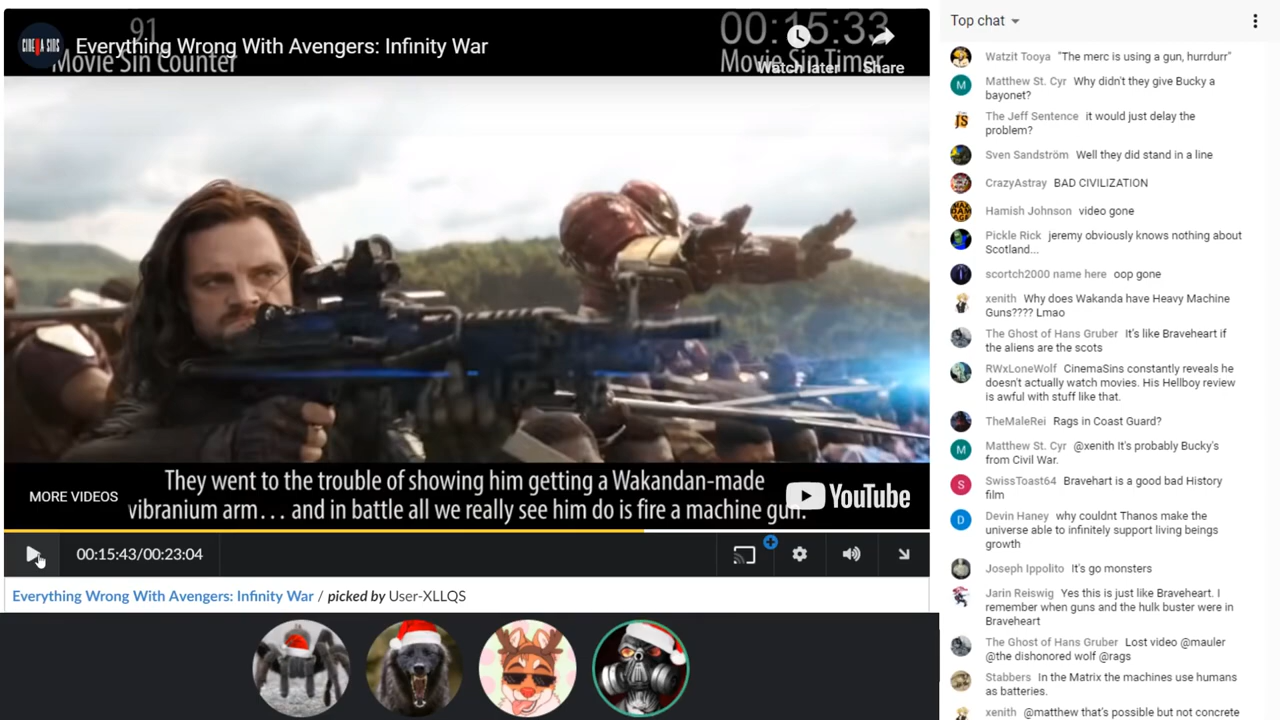 91
00:15:33
CINEMA SINS
Everything Wrong With Avengers: Infinity War
Movie Sin Counter
Movie Sin Timer
Watch later
Share
They went to the trouble of showing him getting a Wakandan-made
vibranium arm... and in battle all we really see him do is fire a machine gun.
MORE VIDEOS
YouTube
00:15:43/00:23:04
Everything Wrong With Avengers: Infinity War / picked by User-XLLQS
Top chat
Watzit Tooya "The merc is using a gun, hurrdurr"
M
Matthew St. Cyr Why didn't they give Bucky a
bayonet?
JS
The Jeff Sentence it would just delay the
problem?
Sven Sandström Well they did stand in a line
CrazyAstray BAD CIVILIZATION
Hamish Johnson video gone
Pickle Rick jeremy obviously knows nothing about
Scotland...
scortch2000 name here oop gone
xenith Why does Wakanda have Heavy Machine
Guns???? Lmao
The Ghost of Hans Gruber It's like Braveheart if
the aliens are the scots
RWxLoneWolf CinemaSins constantly reveals he
doesn't actually watch movies. His Hellboy review
is awful with stuff like that.
TheMaleRei Rags in Coast Guard?
M
Matthew St. Cyr @xenith It's probably Bucky's
from Civil War.
S
SwissToast64 Bravehart is a good bad History
film
D
Devin Haney why couldnt Thanos make the
universe able to infinitely support living beings
growth
Joseph Ippolito It's go monsters
Jarin Reiswig Yes this is just like Braveheart. I
remember when guns and the hulk buster were in
Braveheart
The Ghost of Hans Gruber Lost video @mauler
@the dishonored wolf @rags
Stabbers In the Matrix the machines use humans
as batteries.
xenith @matthew that's possible but not concrete